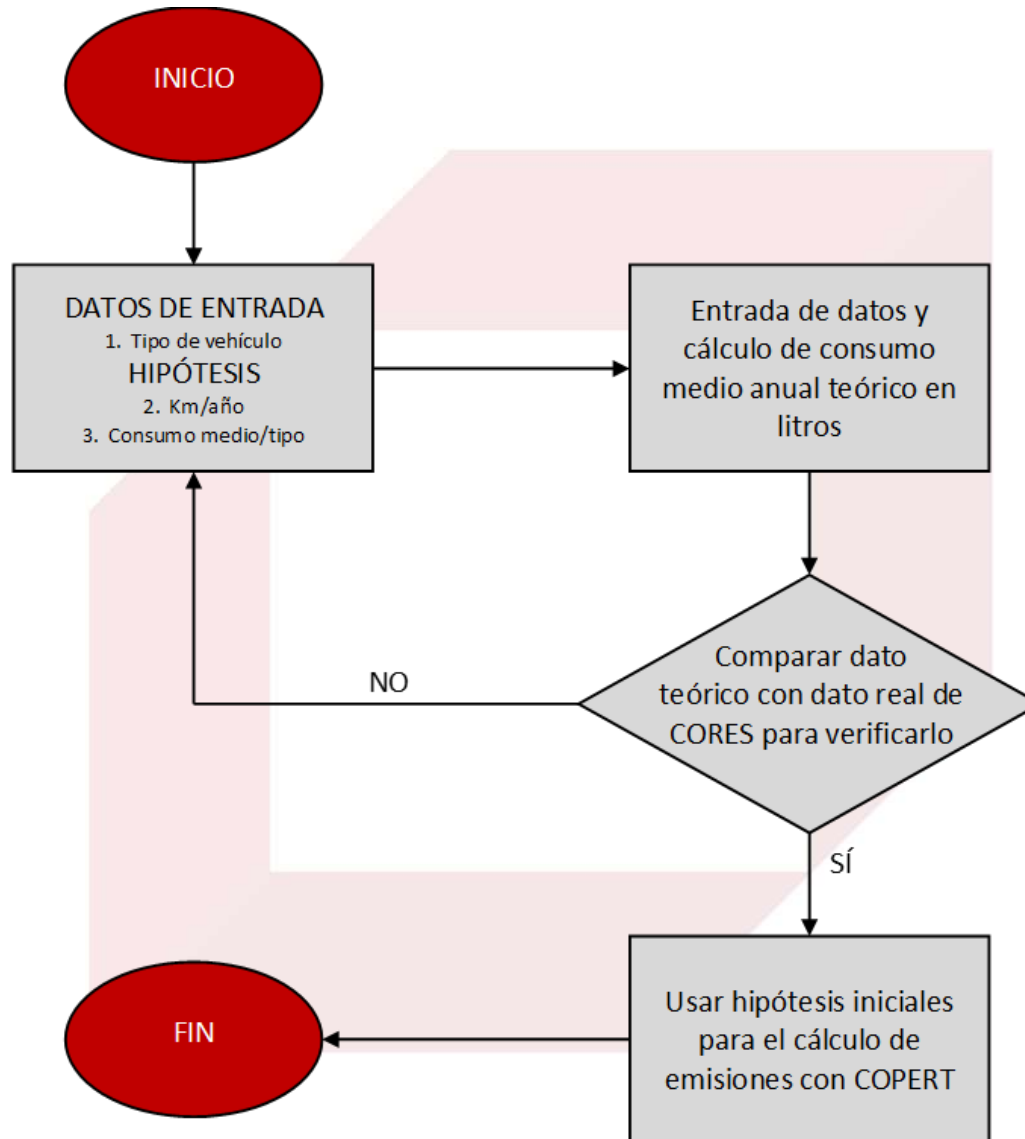 INICIO
DATOS DE ENTRADA
1. Tipo de vehículo
HIPÓTESIS
2. Km/año
3. Consumo medio/tipo
Entrada de datos y
cálculo de consumo
medio anual teórico en
litros
Comparar dato
teórico con dato real de
CORES para verificarlo
NO
SÍ
Usar hipótesis iniciales
para el cálculo de
emisiones con COPERT
FIN